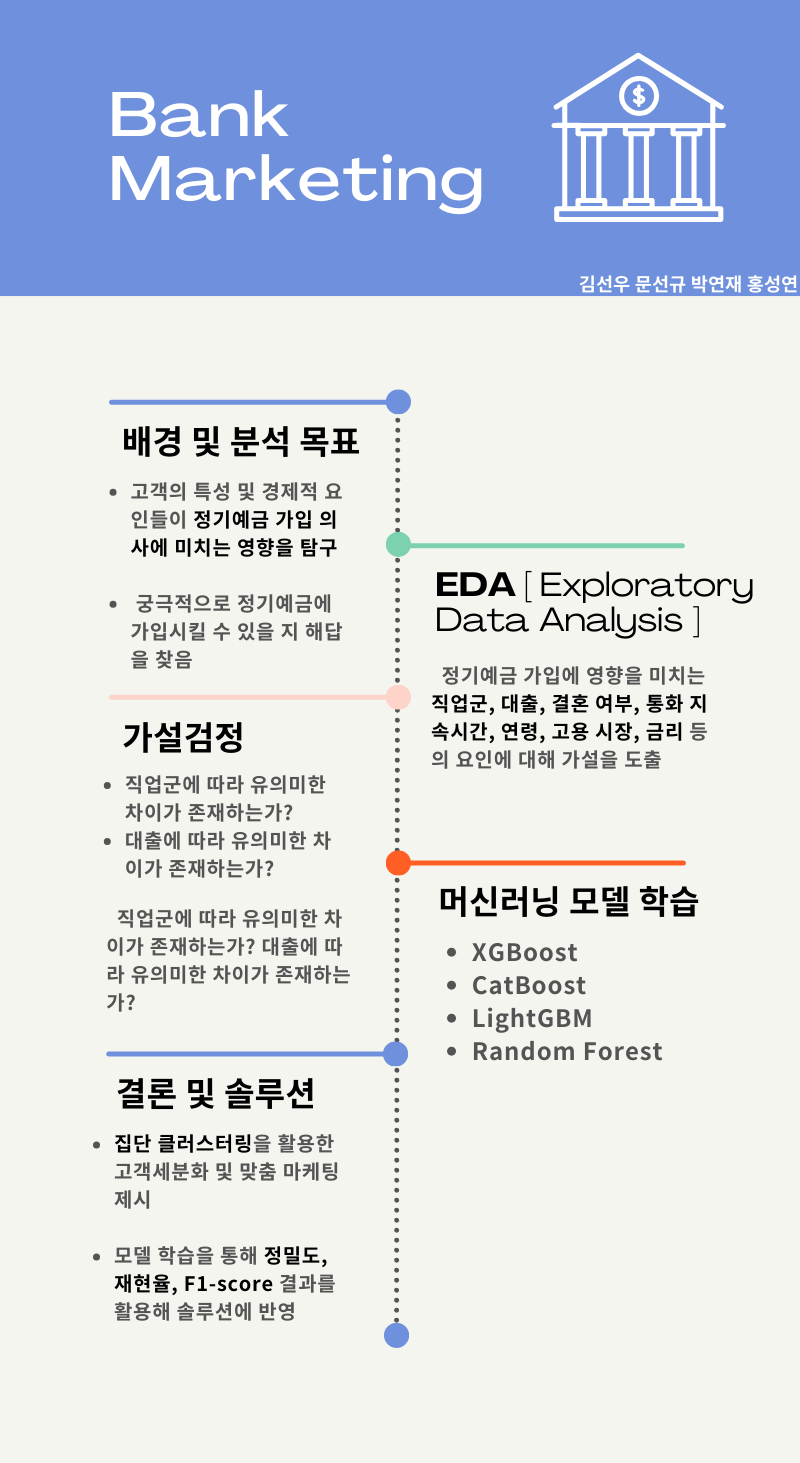 Bank
Marketing
$
김선우 문선규 박연재 홍성연
배경 및 분석 목표
• 고객의 특성 및 경제적 요
인들이 정기예금 가입 의
사에 미치는 영향을 탐구
• 궁극적으로 정기예금에
가입시킬 수 있을 지 해답
을 찾음
EDA [ Exploratory
Data Analysis ]
정기예금 가입에 영향을 미치는
직업군, 대출, 결혼 여부, 통화 지
속시간, 연령, 고용 시장, 금리 등
의 요인에 대해 가설을 도출
가설검정
• 직업군에 따라 유의미한
차이가 존재하는가?
• 대출에 따라 유의미한 차
이가 존재하는가?
직업군에 따라 유의미한 차
이가 존재하는가? 대출에 따
라 유의미한 차이가 존재하는
가?
머신러닝 모델 학습
• XGBoost
• CatBoost
• LightGBM
• Random Forest
결론 및 솔루션
• 집단 클러스터링을 활용한
고객세분화 및 맞춤 마케팅
제시
• 모델 학습을 통해 정밀도,
재현율, F1-score 결과를
활용해 솔루션에 반영